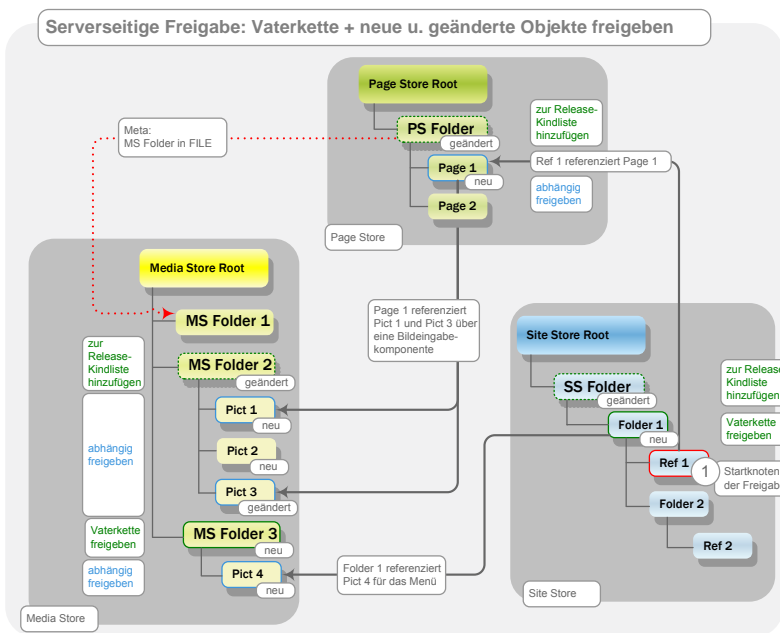 Serverseitige Freigabe: Vaterkette + neue u. geänderte Objekte freigeben
Page Store Root
PS Folder
geändert
Page 1
neu
Page 2
Page Store
zur Release-
Kindliste
hinzufügen
Ref 1 referenziert Page 1
abhängig
freigeben
Meta:
MS Folder in FILE
Media Store Root
MS Folder 1
MS Folder 2
geändert
Pict 1
neu
Pict 2
neu
Pict 3
geändert
MS Folder 3
neu
Pict 4
neu
Media Store
zur
Release-
Kindliste
hinzufügen
abhängig
freigeben
Vaterkette
freigeben
abhängig
freigeben
Page 1 referenziert
Pict 1 und Pict 3 über
eine Bildeingabe-
komponente
Folder 1 referenziert
Pict 4 für das Menü
Site Store Root
SS Folder
geändert
Folder 1
neu
Ref 1
1
Folder 2
Ref 2
Site Store
zur Release
Kindliste
hinzufügen
Vaterkette
freigeben
Startknoten
der Freigab